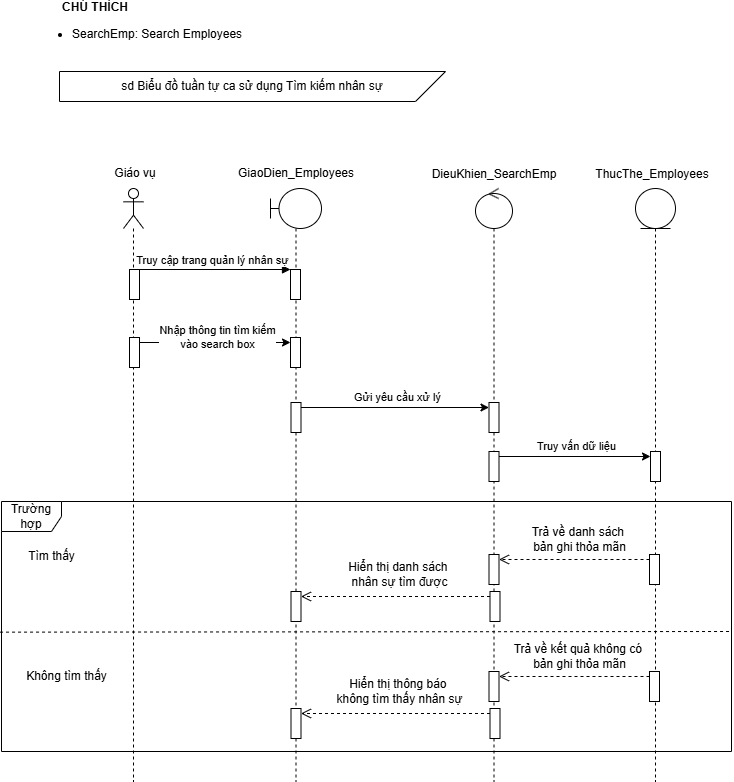 CHÚ THÍCH
• SearchEmp: Search Employees
sd Biểu đồ tuần tự ca sử dụng Tìm kiếm nhân sự
Giáo vụ
GiaoDien_Employees
DieuKhien_SearchEmp
ThucThe_Employees
Truy cập trang quản lý nhân sự
Nhập thông tin tìm kiếm
vào search box
Gửi yêu cầu xử lý
Truy vấn dữ liệu
Trường
hợp
Tìm thấy
Trả về danh sách
bản ghi thỏa mãn
Hiển thị danh sách
nhân sự tìm được
Không tìm thấy
Trả về kết quả không có
bản ghi thỏa mãn
Hiển thị thông báo
không tìm thấy nhân sự